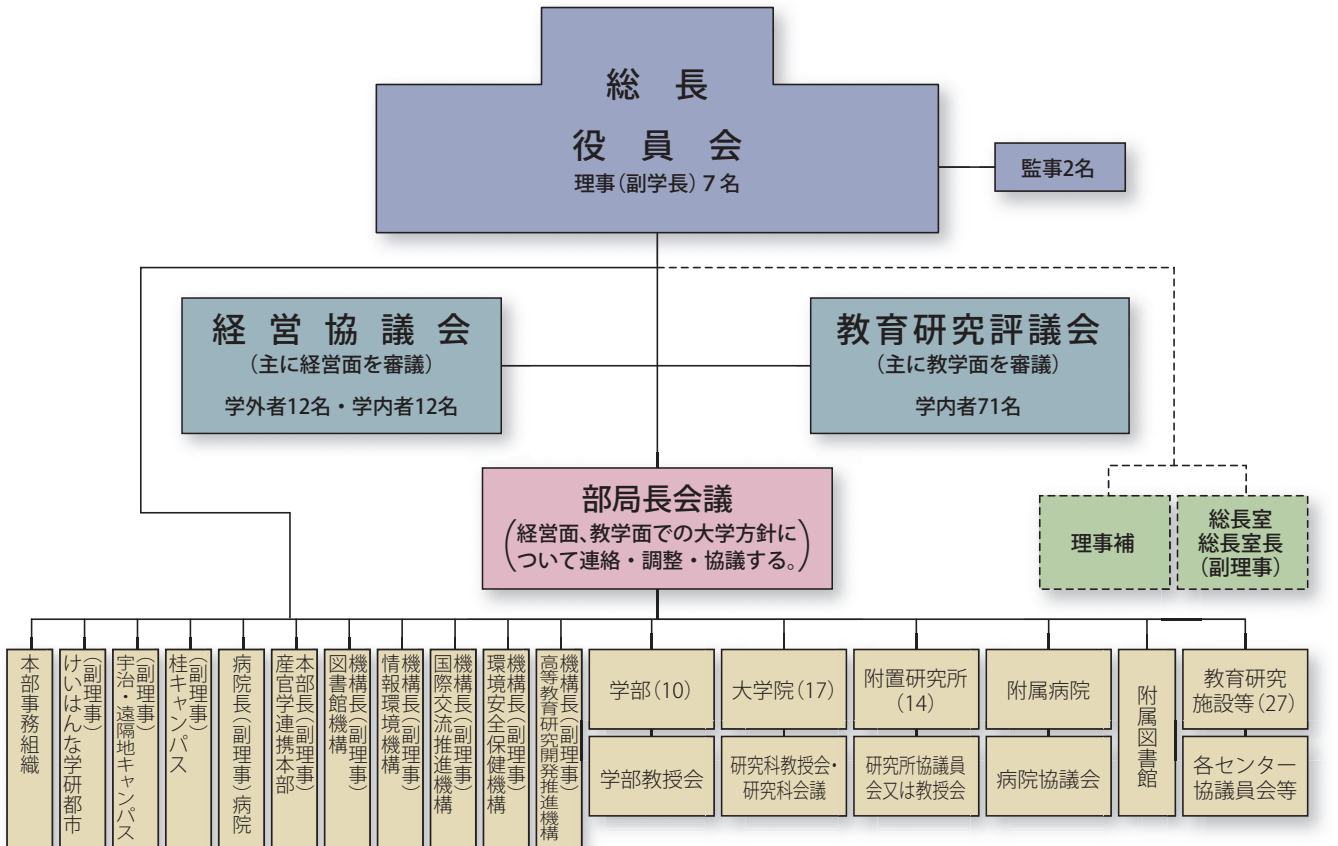 総長
役員会
理事（副学長）７名
監事2名
経営協議会
（主に経営面を審議）
学外者12名・学内者12名
教育研究評議会
（主に教学面を審議）
学内者71名
部局長会議
（経営面、教学面での大学方針に
ついて連絡・調整・協議する。）
理事補
総長室
総長室長
（副理事）
本部事務組織
（副理事）
けいはんな学研都市
（副理事）
宇治・遠隔地キャンパス
（副理事）
桂キャンパス
病院長（副理事）病院
本部長（副理事）
産官学連携本部
機構長（副理事）
図書館機構
機構長（副理事）
情報環境機構
機構長（副理事）
国際交流推進機構
機構長（副理事）
環境安全保健機構
機構長（副理事）
高等教育研究開発推進機構
学部（10）
学部教授会
大学院（17）
研究科教授会・
研究科会議
附置研究所
（14）
研究所協議員
会又は教授会
附属病院
病院協議会
附属図書館
教育研究
施設等（27）
各センター
協議員会等